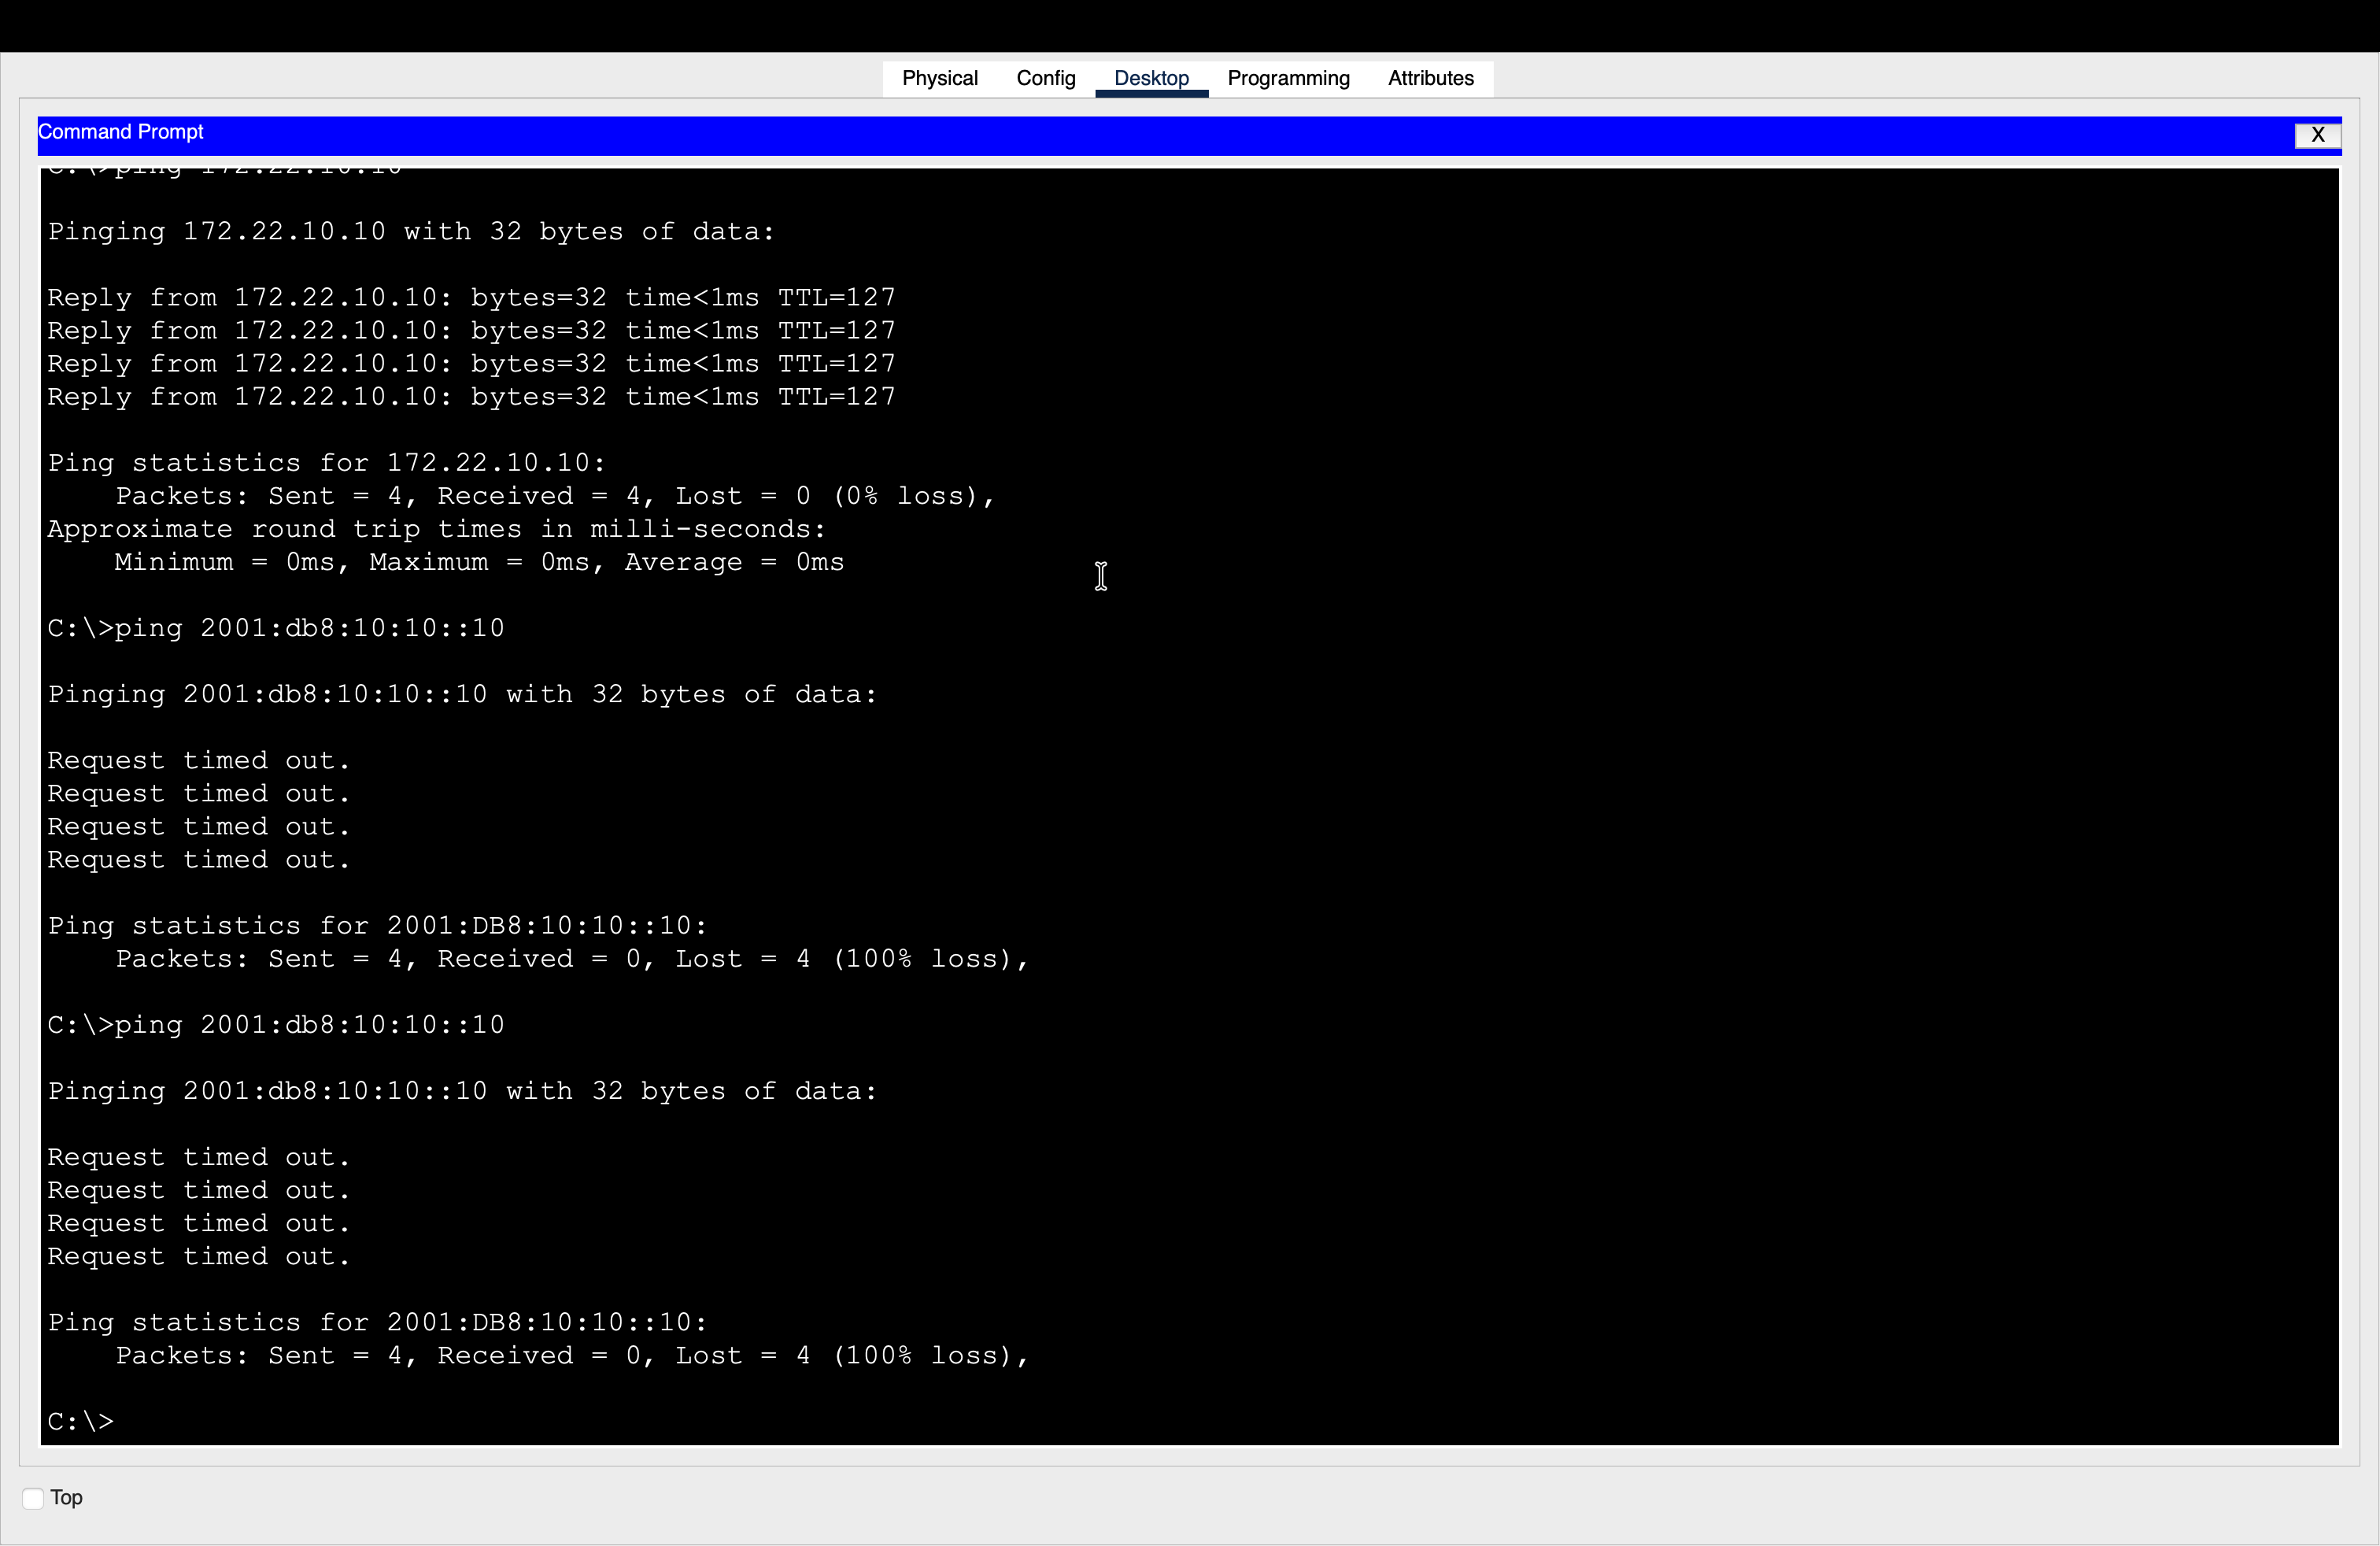 Physical Config Desktop Programming Attributes
Command Prompt X
C:\>ping 172.22.10.10
Pinging 172.22.10.10 with 32 bytes of data:
Reply from 172.22.10.10: bytes=32 time<1ms TTL=127
Reply from 172.22.10.10: bytes=32 time<1ms TTL=127
Reply from 172.22.10.10: bytes=32 time<1ms TTL=127
Reply from 172.22.10.10: bytes=32 time<1ms TTL=127
Ping statistics for 172.22.10.10:
Packets: Sent = 4, Received = 4, Lost = 0 (0% loss),
Approximate round trip times in milli-seconds:
Minimum = 0ms, Maximum = 0ms, Average = 0ms
C:\>ping 2001:db8:10:10::10
Pinging 2001:db8:10:10::10 with 32 bytes of data:
Request timed out.
Request timed out.
Request timed out.
Request timed out.
Ping statistics for 2001:DB8:10:10::10:
Packets: Sent = 4, Received = 0, Lost = 4 (100% loss),
C:\>ping 2001:db8:10:10::10
Pinging 2001:db8:10:10::10 with 32 bytes of data:
Request timed out.
Request timed out.
Request timed out.
Request timed out.
Ping statistics for 2001:DB8:10:10::10:
Packets: Sent = 4, Received = 0, Lost = 4 (100% loss),
C:\>
Top